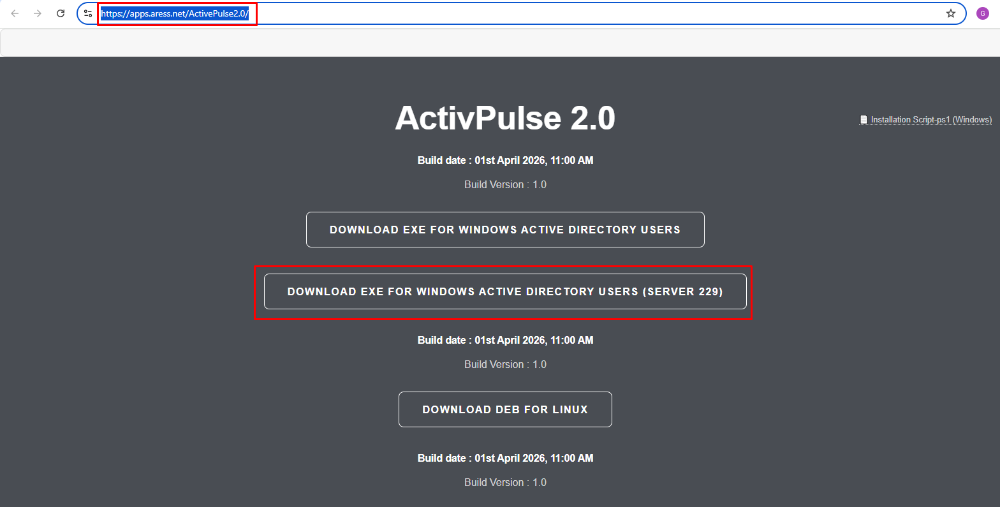 https://apps.aress.net/ActivePulse2.0/
G
ActivPulse 2.0
Installation Script-ps1 (Windows)
Build date : 01st April 2026, 11:00 AM
Build Version : 1.0
DOWNLOAD EXE FOR WINDOWS ACTIVE DIRECTORY USERS
DOWNLOAD EXE FOR WINDOWS ACTIVE DIRECTORY USERS (SERVER 229)
Build date : 01st April 2026, 11:00 AM
Build Version : 1.0
DOWNLOAD DEB FOR LINUX
Build date : 01st April 2026, 11:00 AM
Build Version : 1.0